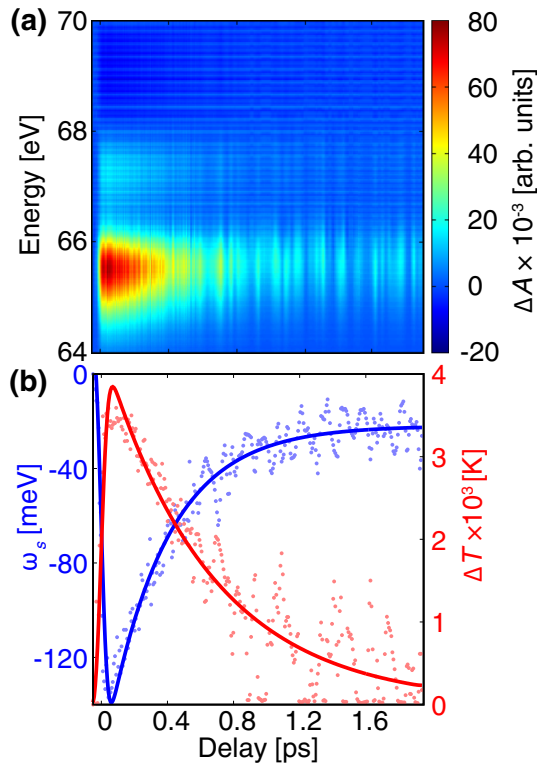 (a)
70
68
66
64
Energy [eV]
80
60
40
20
0
-20
ΔA × 10⁻³ [arb. units]
(b)
0
-40
-80
-120
ω_s [meV]
4
3
2
1
0
ΔT ×10³ [K]
0 0.4 0.8 1.2 1.6
Delay [ps]